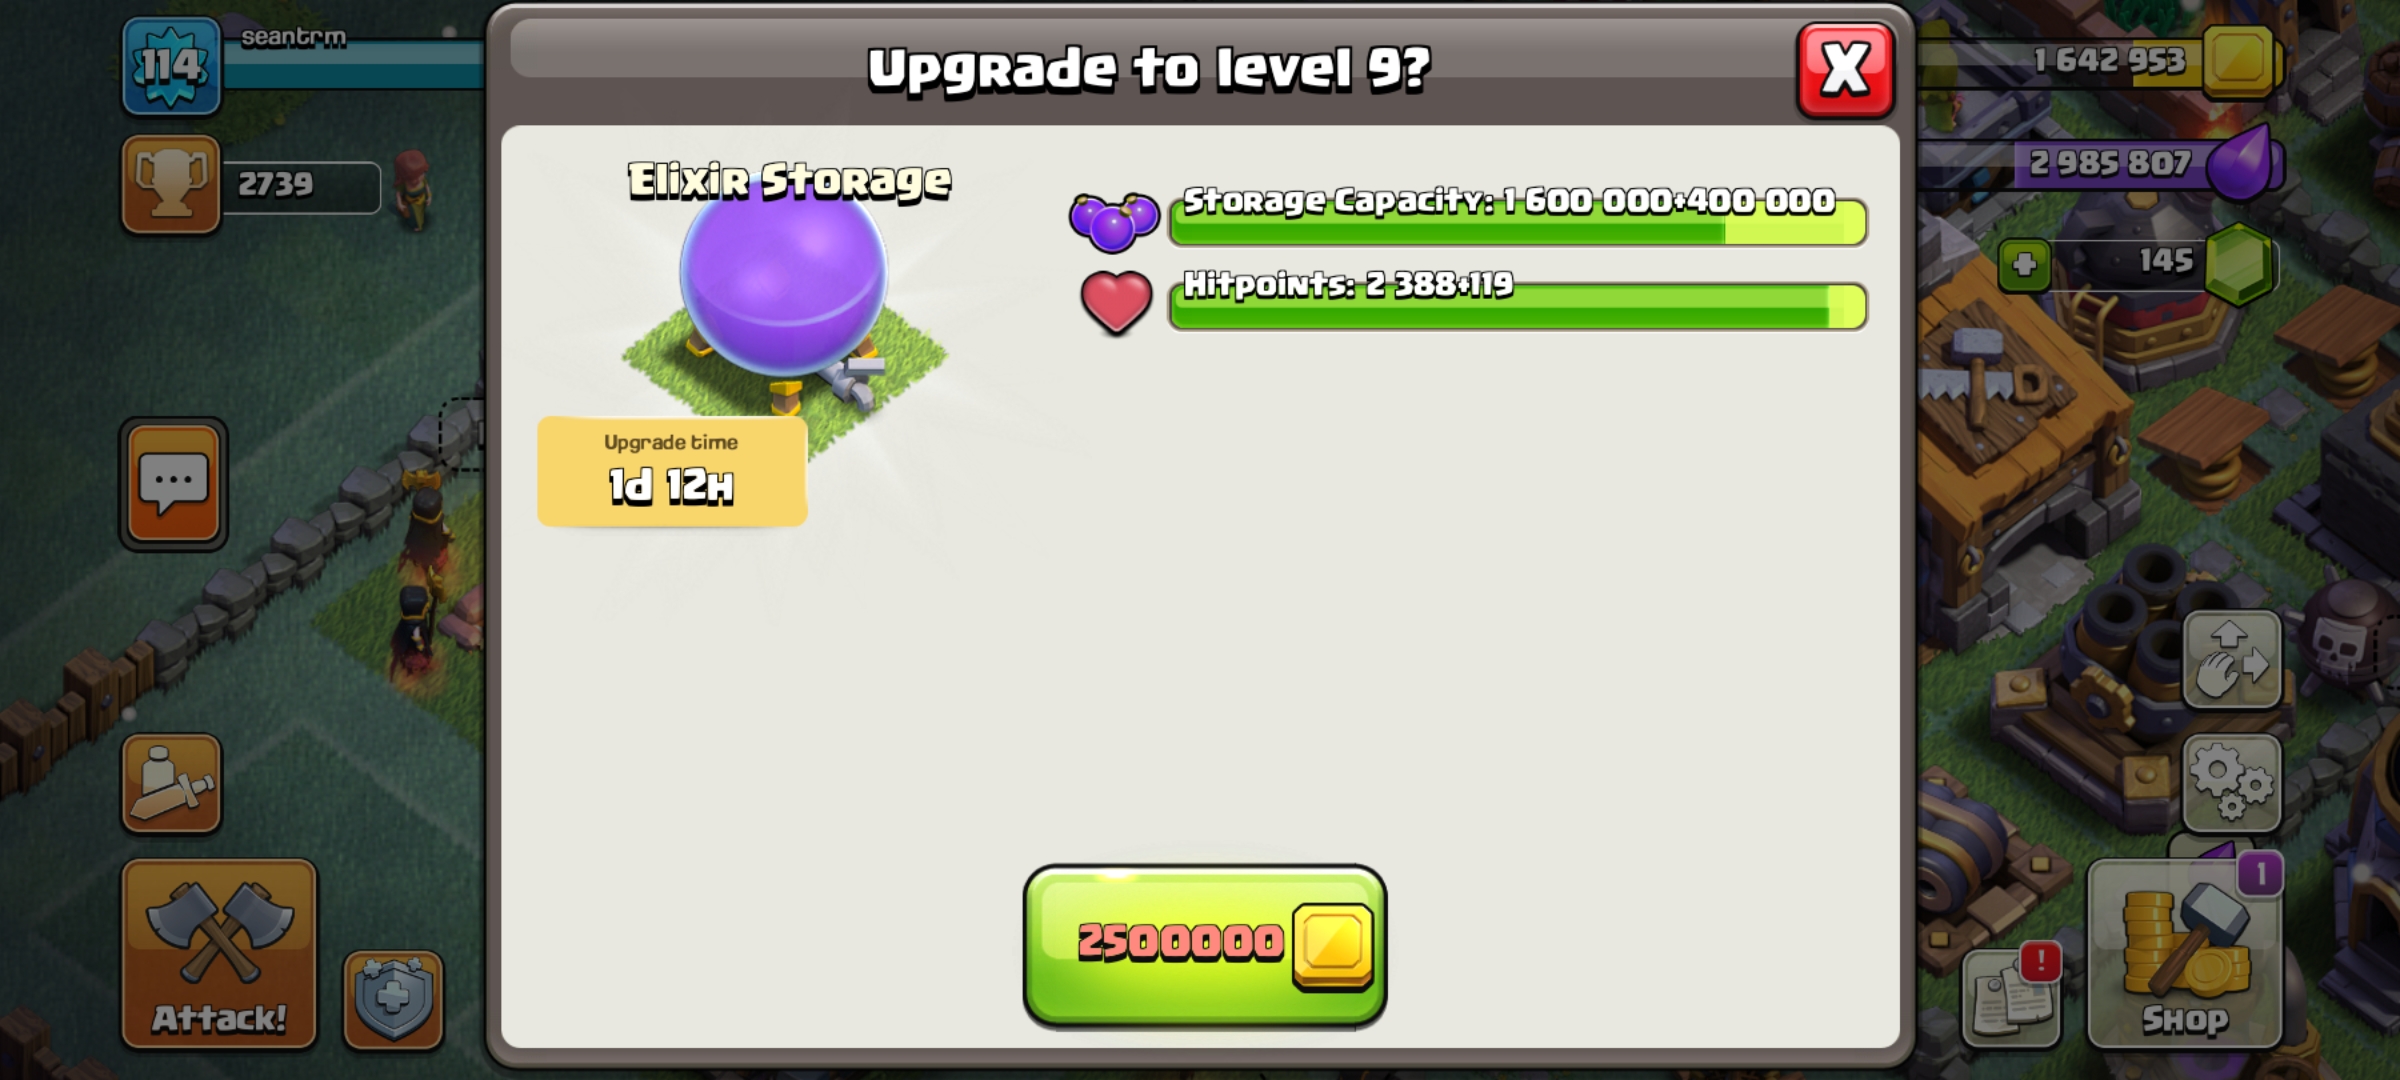 114
seantrm
2739
Upgrade to level 9?
X
1 642 953
2 985 807
145
Elixir Storage
Storage Capacity: 1 600 000+400 000
Hitpoints: 2 388+119
Upgrade time
1d 12H
2500000
Attack!
1
!
Shop